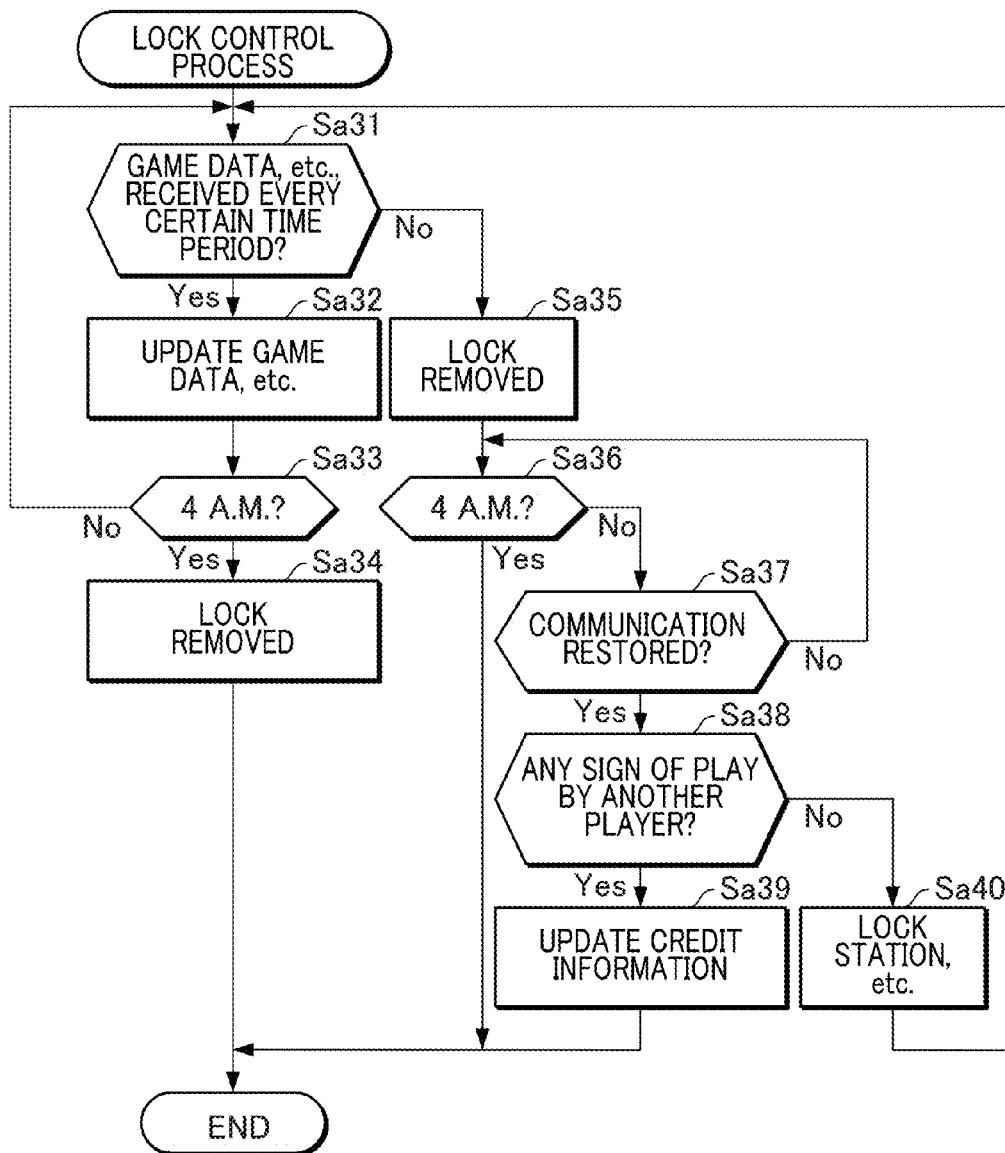 LOCK CONTROL
PROCESS
Sa31
GAME DATA, etc.,
RECEIVED EVERY
CERTAIN TIME
PERIOD?
No
Yes
Sa32
Sa35
UPDATE GAME
DATA, etc.
LOCK
REMOVED
Sa33
Sa36
4 A.M.?
4 A.M.?
No
No
Yes
Sa34
Yes
Sa37
LOCK
REMOVED
COMMUNICATION
RESTORED?
No
Yes
Sa38
ANY SIGN OF PLAY
BY ANOTHER
PLAYER?
No
Yes
Sa39
Sa40
UPDATE CREDIT
INFORMATION
LOCK
STATION,
etc.
END